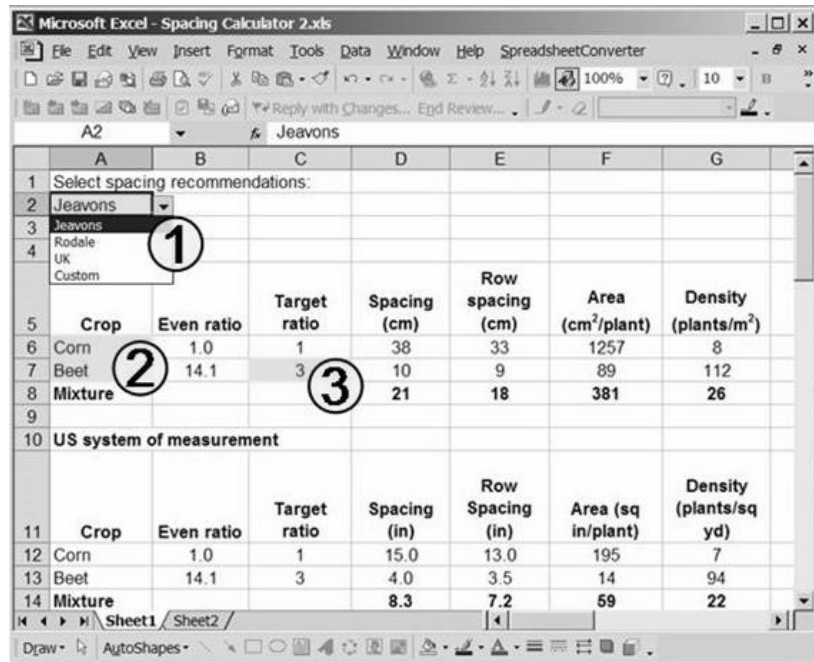 Microsoft Excel - Spacing Calculator 2.xls
File Edit View Insert Format Tools Data Window Help SpreadsheetConverter
100% 10 B
Reply with Changes... End Review...
A2 fx Jeavons
A B C D E F G
1 Select spacing recommendations:
2 Jeavons
3 Jeavons
Rodale
4 UK
Custom
1
5 Crop Even ratio Target ratio Spacing (cm) Row spacing (cm) Area (cm²/plant) Density (plants/m²)
6 Corn 1.0 1 38 33 1257 8
7 Beet 14.1 3 10 9 89 112
2 3
8 Mixture 21 18 381 26
9
10 US system of measurement
11 Crop Even ratio Target ratio Spacing (in) Row Spacing (in) Area (sq in/plant) Density (plants/sq yd)
12 Corn 1.0 1 15.0 13.0 195 7
13 Beet 14.1 3 4.0 3.5 14 94
14 Mixture 8.3 7.2 59 22
Sheet1 / Sheet2 /
Draw AutoShapes